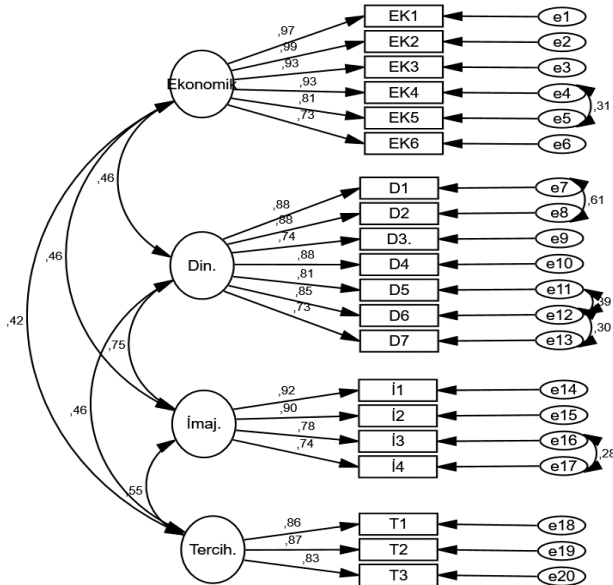 ,97
EK1
e1
,99
EK2
e2
,93
EK3
e3
Ekonomik
,93
EK4
e4
,31
,81
EK5
e5
,73
EK6
e6
,46
,88
D1
e7
,61
,88
D2
e8
,74
D3.
e9
,46
Din.
,88
D4
e10
,81
D5
e11
,39
,85
D6
e12
,30
,73
D7
e13
,42
,75
,92
İ1
e14
,46
,90
İ2
e15
İmaj.
,78
İ3
e16
,28
,74
İ4
e17
,55
,86
T1
e18
Tercih.
,87
T2
e19
,83
T3
e20